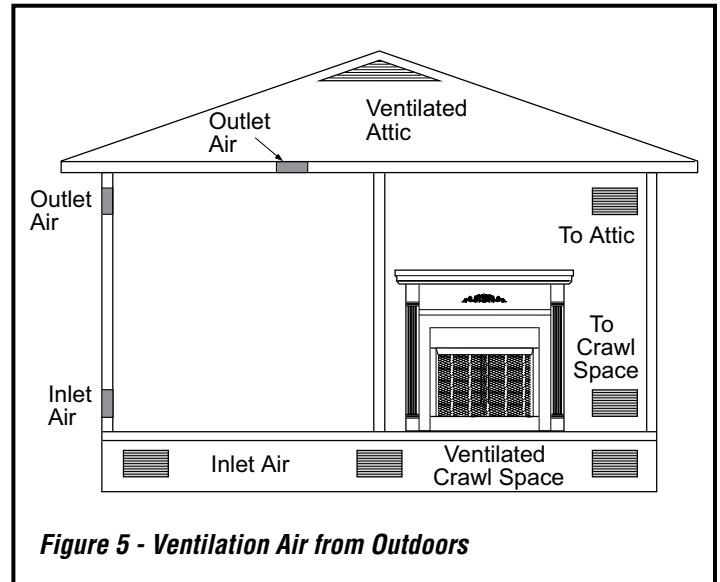 Ventilated
Attic
Outlet
Air
Outlet
Air
To Attic
To
Crawl
Space
Inlet
Air
Inlet Air
Ventilated
Crawl Space
Figure 5 - Ventilation Air from Outdoors